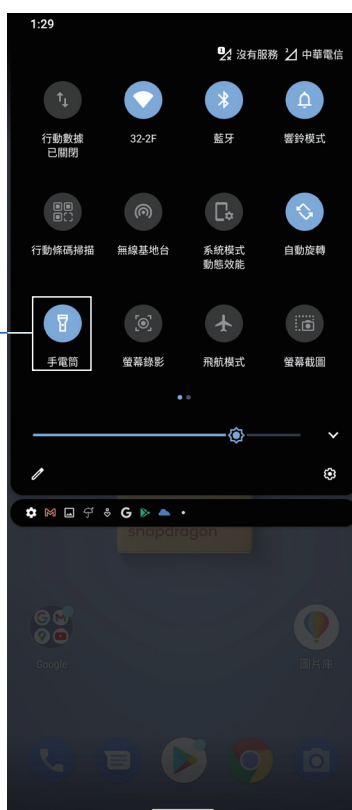 1:29
1 沒有服務 2 中華電信
行動數據
已關閉
32-2F
藍牙
響鈴模式
行動條碼掃描
無線基地台
系統模式
動態效能
自動旋轉
手電筒
螢幕錄影
飛航模式
螢幕截圖
snapdragon
Google
圖片庫